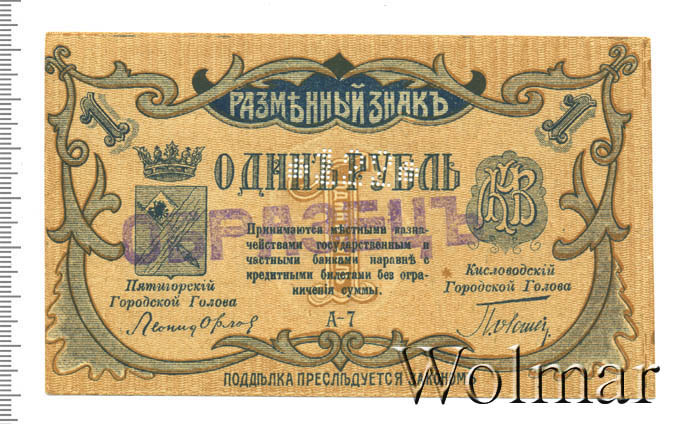 РАЗМѢННЫЙ ЗНАКЪ
1 1
ОДИНЪ РУБЛЬ
ОБРАЗЕЦЪ
КВ
Принимаются мѣстными казна-
чействами государственным и
частными банками наравнѣ с
кредитными билетами без огра-
ничения суммы.
Пятигорскій
Городской Голова
Кисловодскій
Городской Голова
Леонид Орлов
А-7
ПОДДѢЛКА ПРЕСЛѢДУЕТСЯ ЗАКОНОМЪ
Wolmar